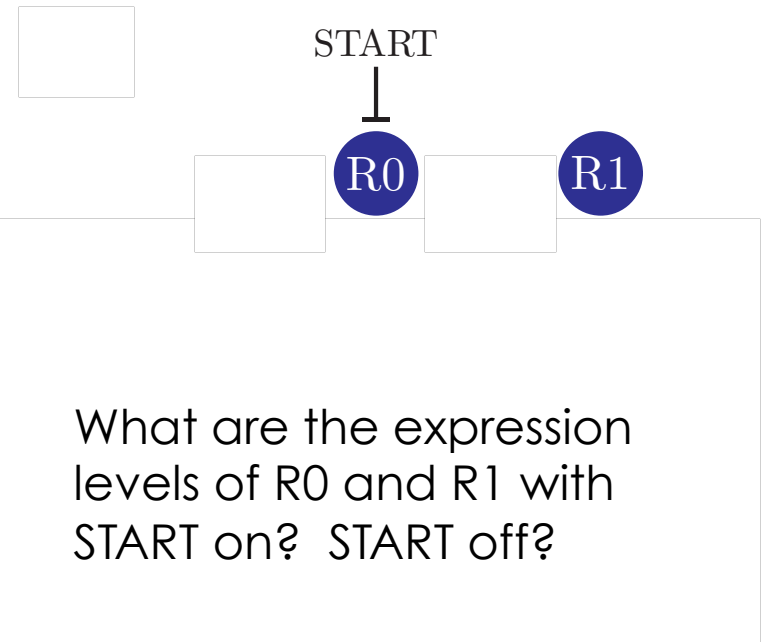 START
R0 R1
What are the expression
levels of R0 and R1 with
START on? START off?